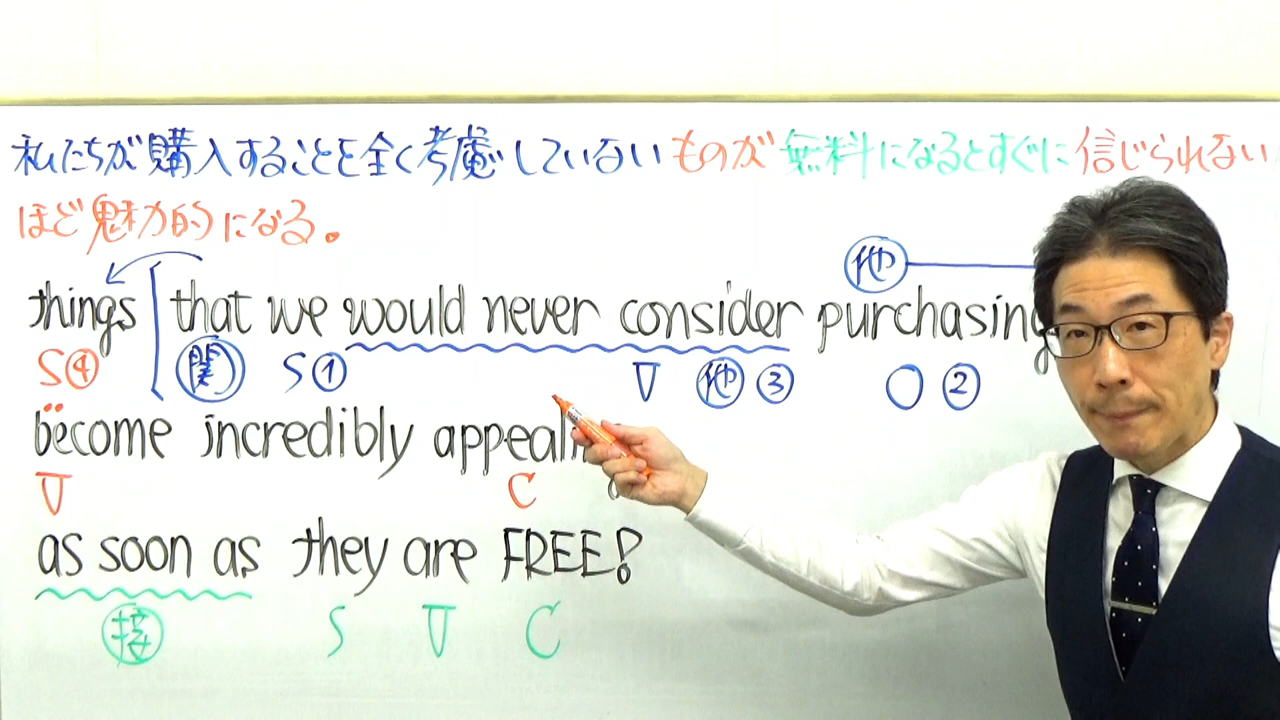 私たちが購入することを全く考慮していないものが無料になるとすぐに信じられない
ほど魅力的になる。
他
things [that we would never consider purchasing
S④ 関 S① V 他③ O②
become incredibly appealing
V C
as soon as they are FREE!
接 S V C